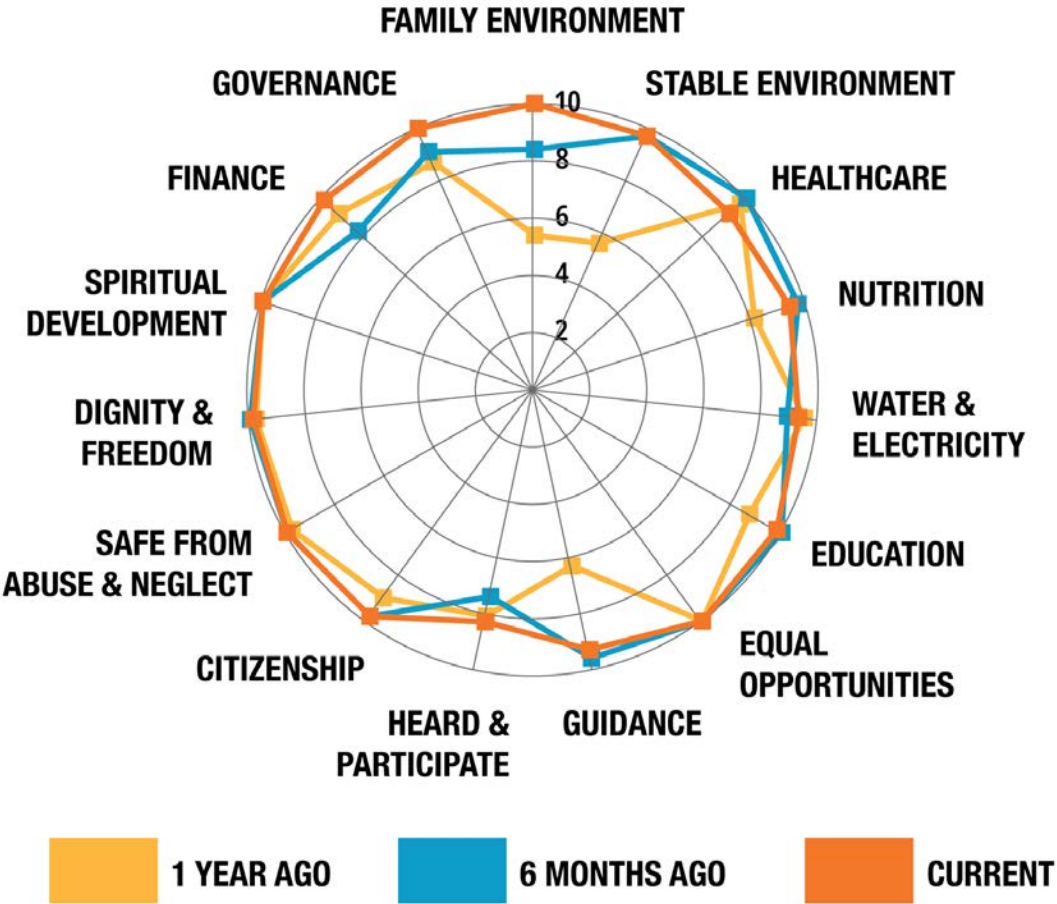 FAMILY ENVIRONMENT
GOVERNANCE
STABLE ENVIRONMENT
10
8
6
4
2
FINANCE
HEALTHCARE
SPIRITUAL
DEVELOPMENT
NUTRITION
DIGNITY &
FREEDOM
WATER &
ELECTRICITY
SAFE FROM
ABUSE & NEGLECT
EDUCATION
CITIZENSHIP
EQUAL
OPPORTUNITIES
HEARD &
PARTICIPATE
GUIDANCE
1 YEAR AGO
6 MONTHS AGO
CURRENT